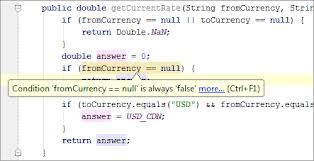 public double getCurrentRate(String fromCurrency, Strin
if (fromCurrency == null || toCurrency == null) {
return Double.NaN;
}
double answer = 0;
if (fromCurrency == null) {
Condition 'fromCurrency == null' is always 'false' more... (Ctrl+F1)
if (toCurrency.equals("USD") && fromCurrency.equa
answer = USD_CDN;
}
return answer;